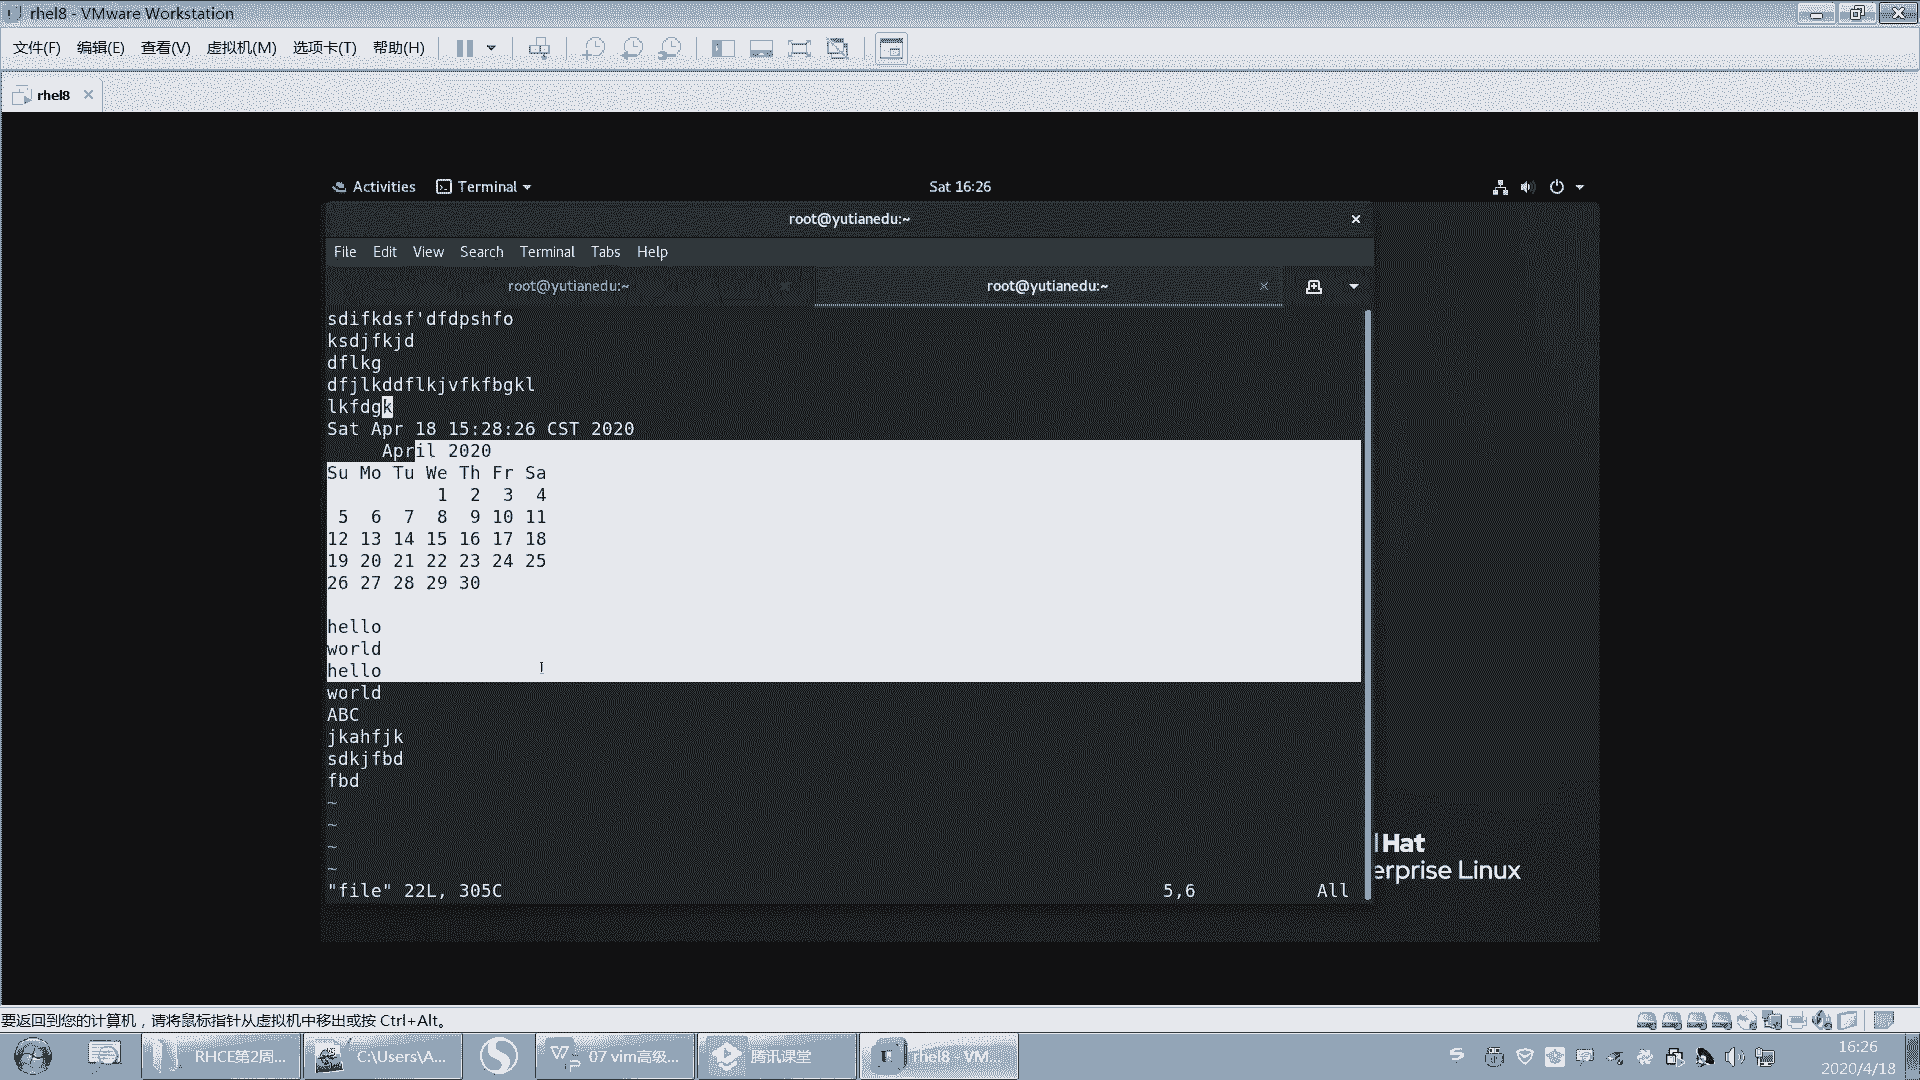 rhel8 - VMware Workstation
文件(F) 编辑(E) 查看(V) 虚拟机(M) 选项卡(T) 帮助(H)
rhel8
Activities Terminal Sat 16:26
root@yutianedu:~
File Edit View Search Terminal Tabs Help
root@yutianedu:~ root@yutianedu:~
sdifkdsf'dfdpshfo
ksdjfkjd
dflkg
dfjlkddflkjvfkfbgkl
lkfdgk
Sat Apr 18 15:28:26 CST 2020
April 2020
Su Mo Tu We Th Fr Sa
1 2 3 4
5 6 7 8 9 10 11
12 13 14 15 16 17 18
19 20 21 22 23 24 25
26 27 28 29 30
hello
world
hello
world
ABC
jkahfjk
sdkjfbd
fbd
~
~
~
~
"file" 22L, 305C 5,6 All
Hat
erprise Linux
要返回到您的计算机，请将鼠标指针从虚拟机中移出或按 Ctrl+Alt。
RHCE第2周... C:\Users\A... 07 vim高级... 腾讯课堂 rhel8 - VM...
16:26
2020/4/18